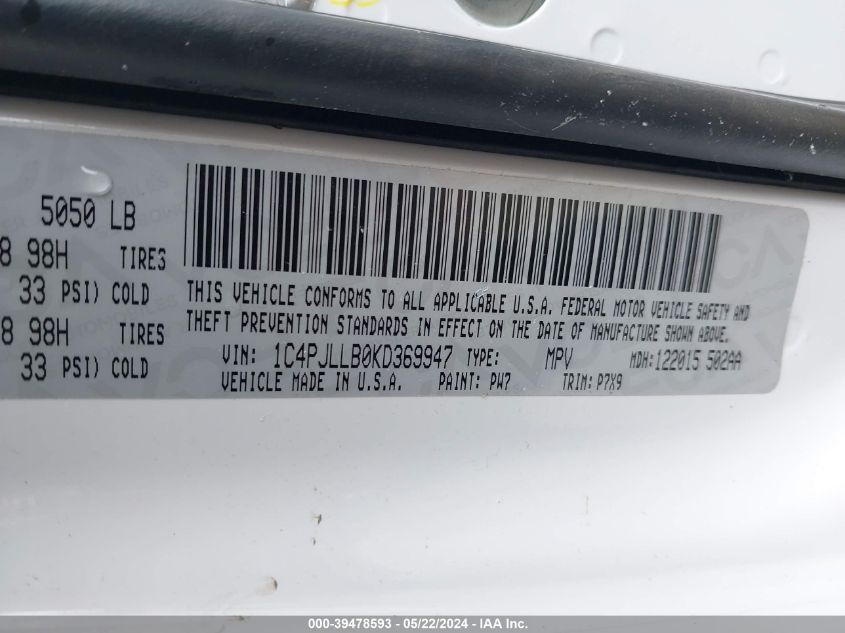 5050 LB
8 98H TIRES
33 PSI) COLD
8 98H TIRES
33 PSI) COLD
THIS VEHICLE CONFORMS TO ALL APPLICABLE U.S.A. FEDERAL MOTOR VEHICLE SAFETY AND
THEFT PREVENTION STANDARDS IN EFFECT ON THE DATE OF MANUFACTURE SHOWN ABOVE.
VIN: 1C4PJLLB0KD369947 TYPE: MPV MDH:122015 502AA
VEHICLE MADE IN U.S.A. PAINT: PW7 TRIM: P7X9
000-39478593 - 05/22/2024 - IAA Inc.